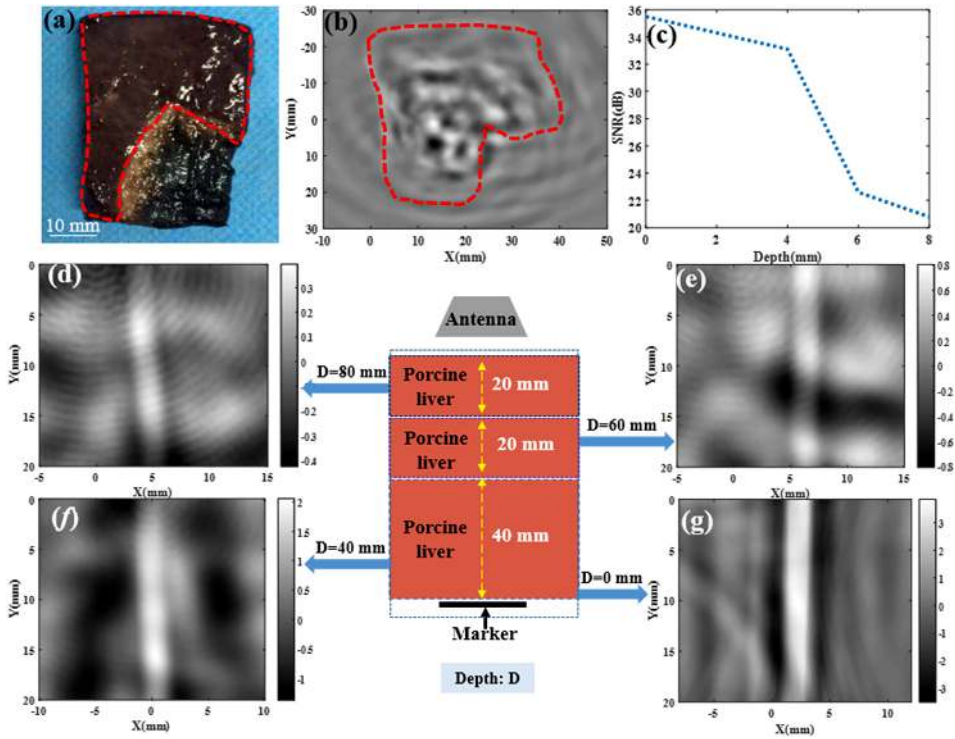 (a)
10 mm
(b)
Y(mm)
-30
-20
-10
0
10
20
30
-10
0
10
20
30
40
50
X(mm)
(c)
SNR(dB)
36
34
32
30
28
26
24
22
20
0
2
4
6
8
Depth(mm)
(d)
Y(mm)
0
5
10
15
20
-5
0
5
10
15
X(mm)
0.3
0.2
0.1
0
-0.1
-0.2
-0.3
-0.4
Antenna
D=80 mm
Porcine
liver
20 mm
Porcine
liver
20 mm
D=60 mm
Porcine
liver
40 mm
D=40 mm
D=0 mm
Marker
Depth: D
(e)
Y(mm)
0
5
10
15
20
-5
0
5
10
15
X(mm)
0.8
0.6
0.4
0.2
0
-0.2
-0.4
-0.6
-0.8
(f)
Y(mm)
0
5
10
15
20
-10
-5
0
5
10
X(mm)
2
1.5
1
0.5
0
-0.5
-1
(g)
Y(mm)
0
5
10
15
20
-5
0
5
10
X(mm)
3
2
1
0
-1
-2
-3